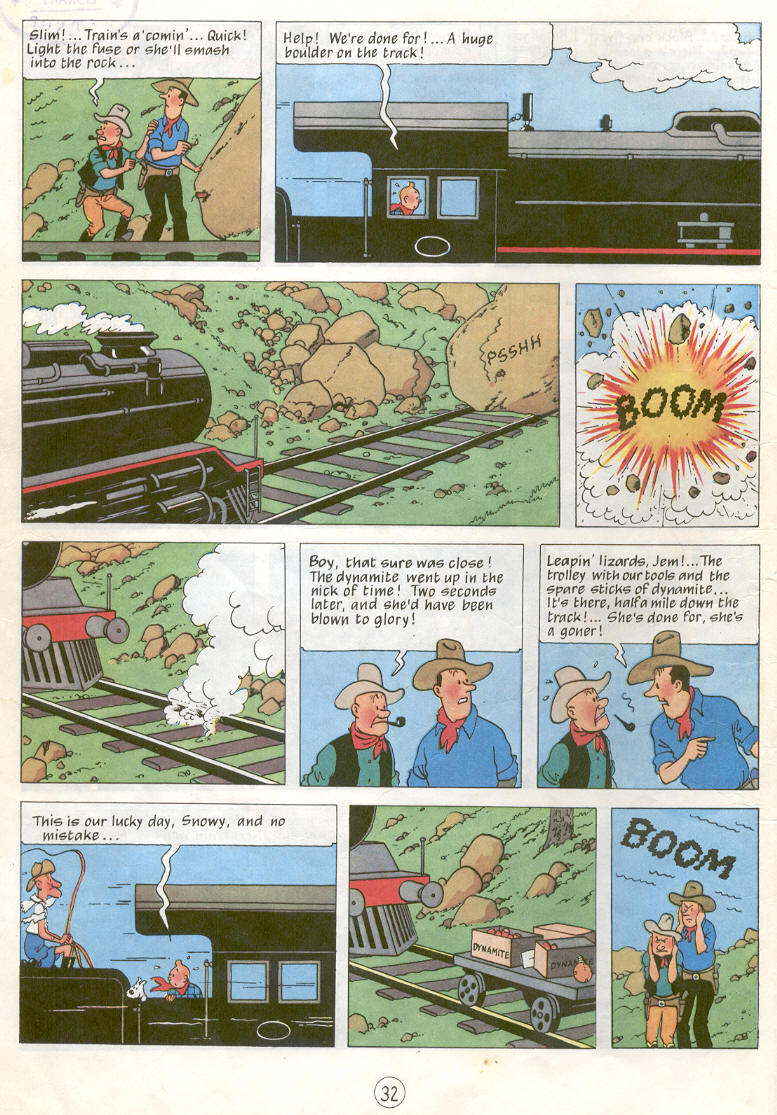 Slim!... Train's a 'comin'... Quick!
Light the fuse or she'll smash
into the rock...
Help! We're done for!... A huge
boulder on the track!
PSSHH
BOOM
Boy, that sure was close!
The dynamite went up in the
nick of time! Two seconds
later, and she'd have been
blown to glory!
Leapin' lizards, Jem!... The
trolley with our tools and the
spare sticks of dynamite...
It's there, half a mile down the
track!... She's done for, she's
a goner!
This is our lucky day, Snowy, and no
mistake...
DYNAMITE
BOOM
32